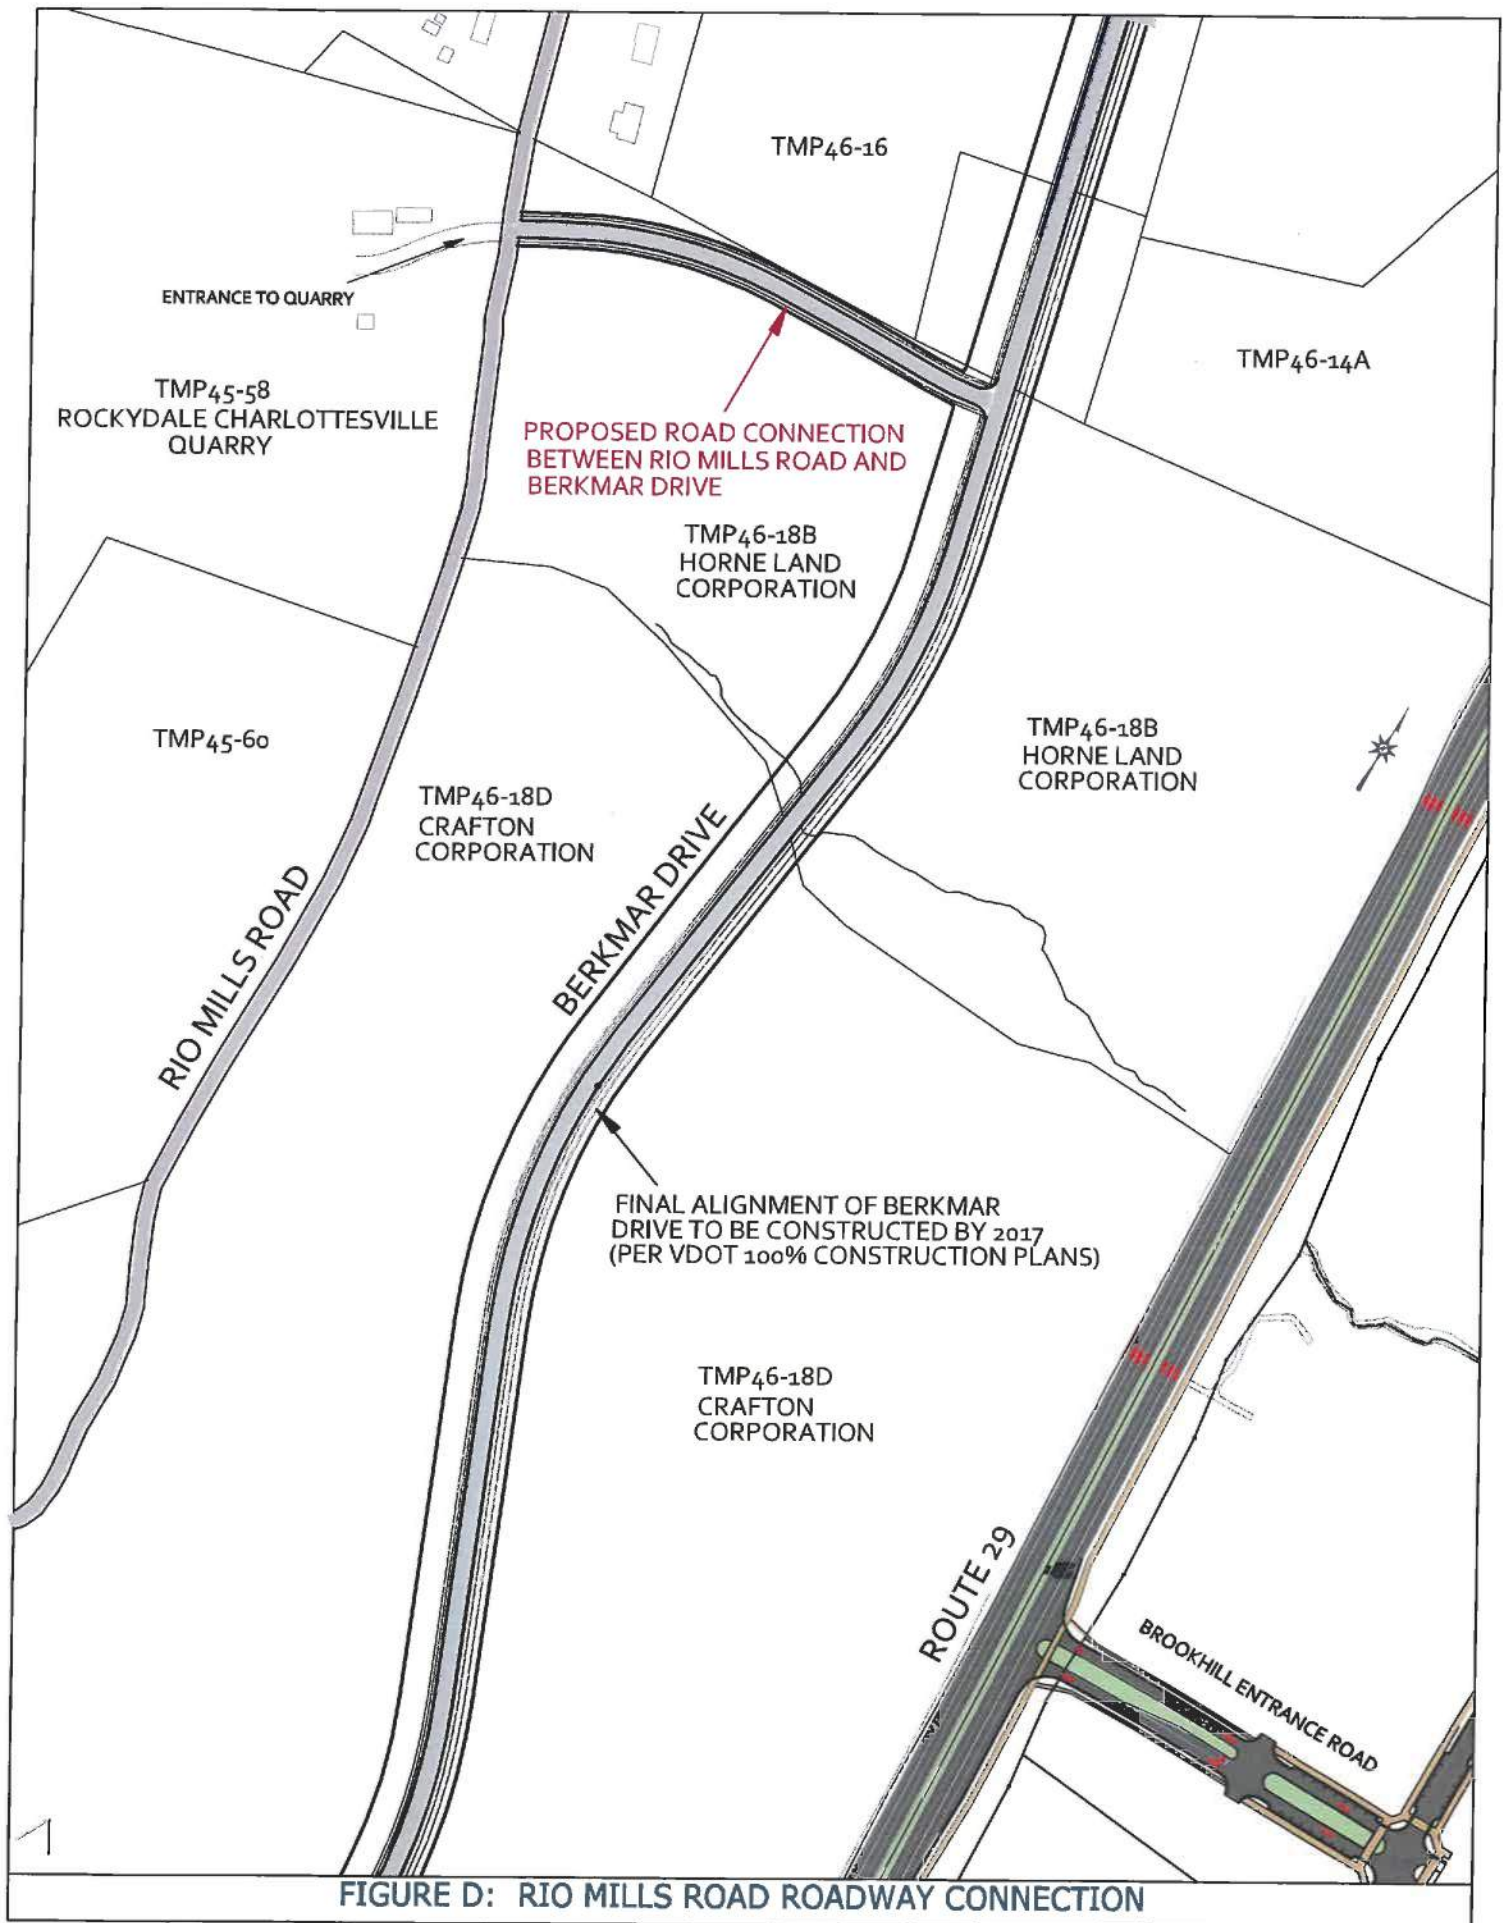 TMP46-16
ENTRANCE TO QUARRY
TMP46-14A
TMP45-58
ROCKYDALE CHARLOTTESVILLE
QUARRY
PROPOSED ROAD CONNECTION
BETWEEN RIO MILLS ROAD AND
BERKMAR DRIVE
TMP46-18B
HORNE LAND
CORPORATION
TMP45-60
TMP46-18B
HORNE LAND
CORPORATION
TMP46-18D
CRAFTON
CORPORATION
BERKMAR DRIVE
RIO MILLS ROAD
FINAL ALIGNMENT OF BERKMAR
DRIVE TO BE CONSTRUCTED BY 2017
(PER VDOT 100% CONSTRUCTION PLANS)
TMP46-18D
CRAFTON
CORPORATION
ROUTE 29
BROOKHILL ENTRANCE ROAD
FIGURE D: RIO MILLS ROAD ROADWAY CONNECTION